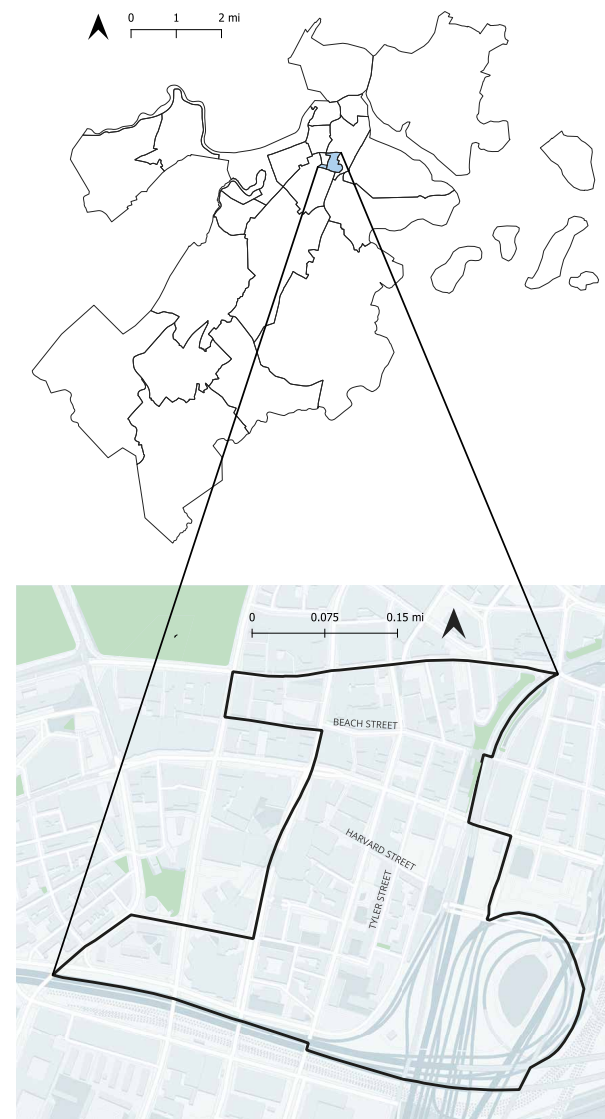 0 1 2 mi
0 0.075 0.15 mi
BEACH STREET
HARVARD STREET
TYLER STREET